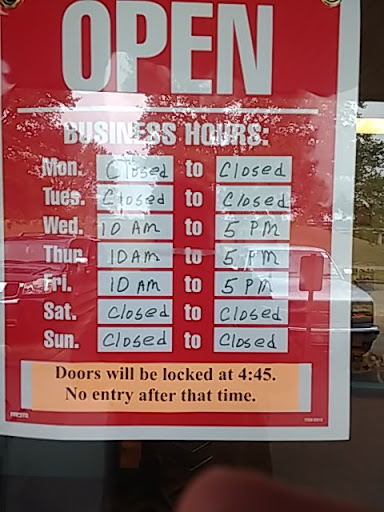 OPEN
BUSINESS HOURS:
Mon. Closed to Closed
Tues. Closed to Closed
Wed. 10 AM to 5 PM
Thur. 10AM to 5 PM
Fri. 10 AM to 5 PM
Sat. Closed to Closed
Sun. Closed to Closed
Doors will be locked at 4:45.
No entry after that time.